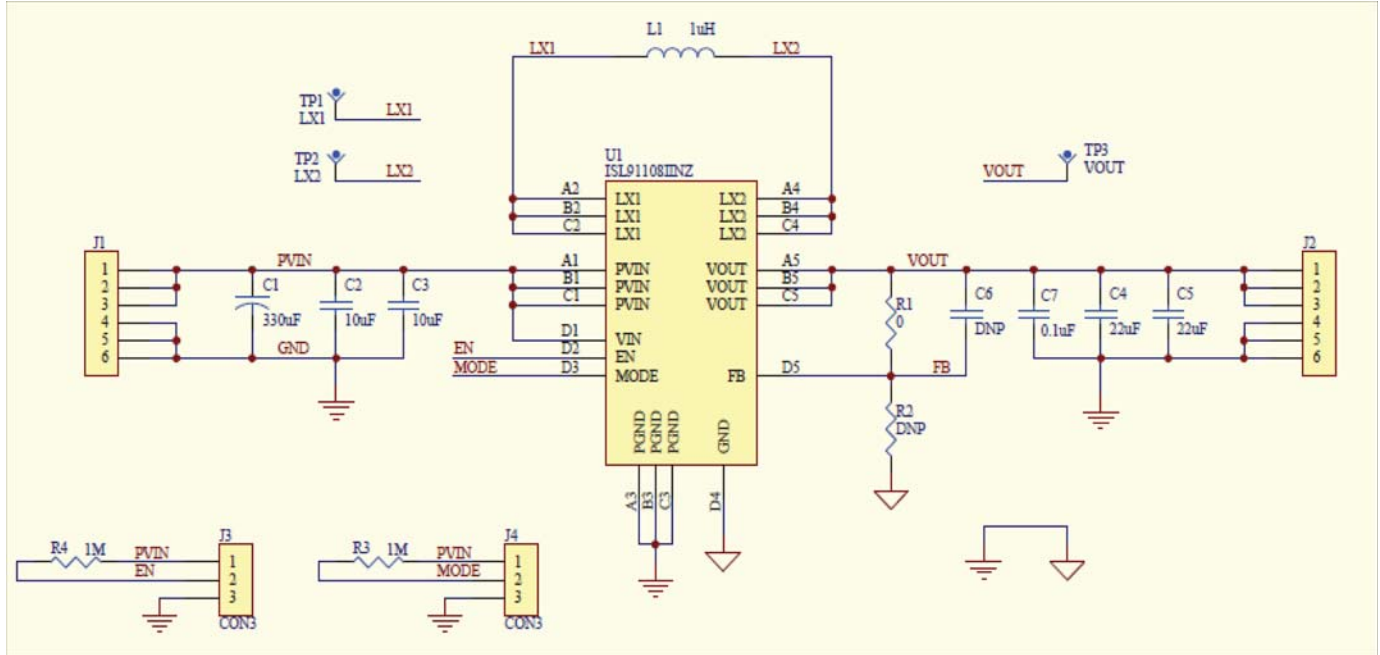 L1 1uH
LX1 LX2
TP1
LX1 LX1
TP2
LX2 LX2
TP3
VOUT VOUT
U1
ISL91108IINZ
A2 LX1 LX2 A4
B2 LX1 LX2 B4
C2 LX1 LX2 C4
J1 PVIN VOUT J2
1 A1 PVIN VOUT A5 1
2 B1 PVIN VOUT B5 2
3 C1 PVIN VOUT C5 3
4 4
5 5
6 6
C1
330uF
C2
10uF
C3
10uF
GND
D1 VIN
EN D2 EN
MODE D3 MODE FB D5 FB
R1
0
C6
DNP
C7
0.1uF
C4
22uF
C5
22uF
R2
DNP
PGND PGND PGND GND
A3 B3 C3 D4
J3
R4 1M PVIN 1
EN 2
3
CON3
J4
R3 1M PVIN 1
MODE 2
3
CON3